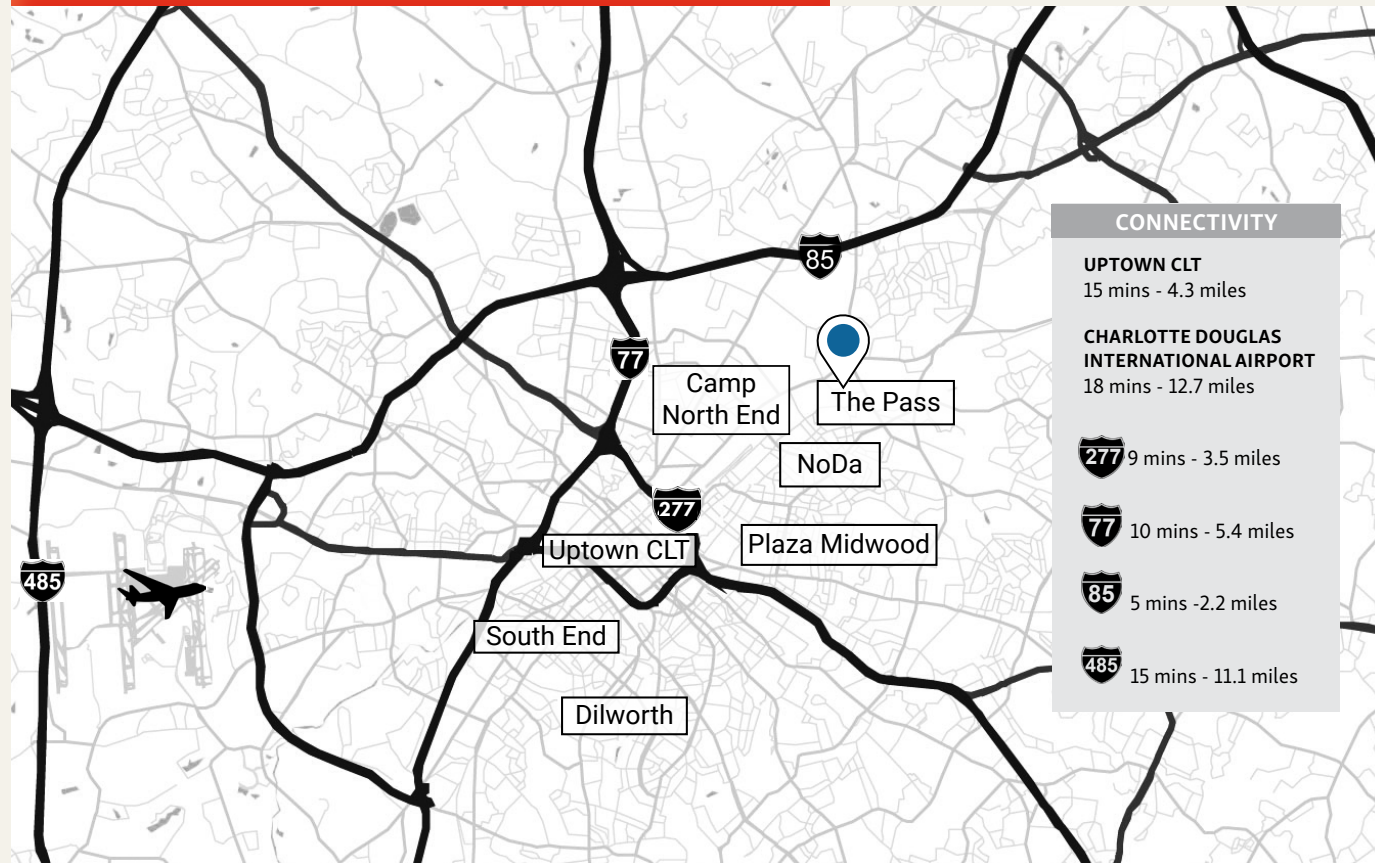 85
77
Camp
North End
The Pass
NoDa
277
Uptown CLT
Plaza Midwood
485
South End
Dilworth
CONNECTIVITY
UPTOWN CLT
15 mins - 4.3 miles
CHARLOTTE DOUGLAS
INTERNATIONAL AIRPORT
18 mins - 12.7 miles
277 9 mins - 3.5 miles
77 10 mins - 5.4 miles
85 5 mins -2.2 miles
485 15 mins - 11.1 miles